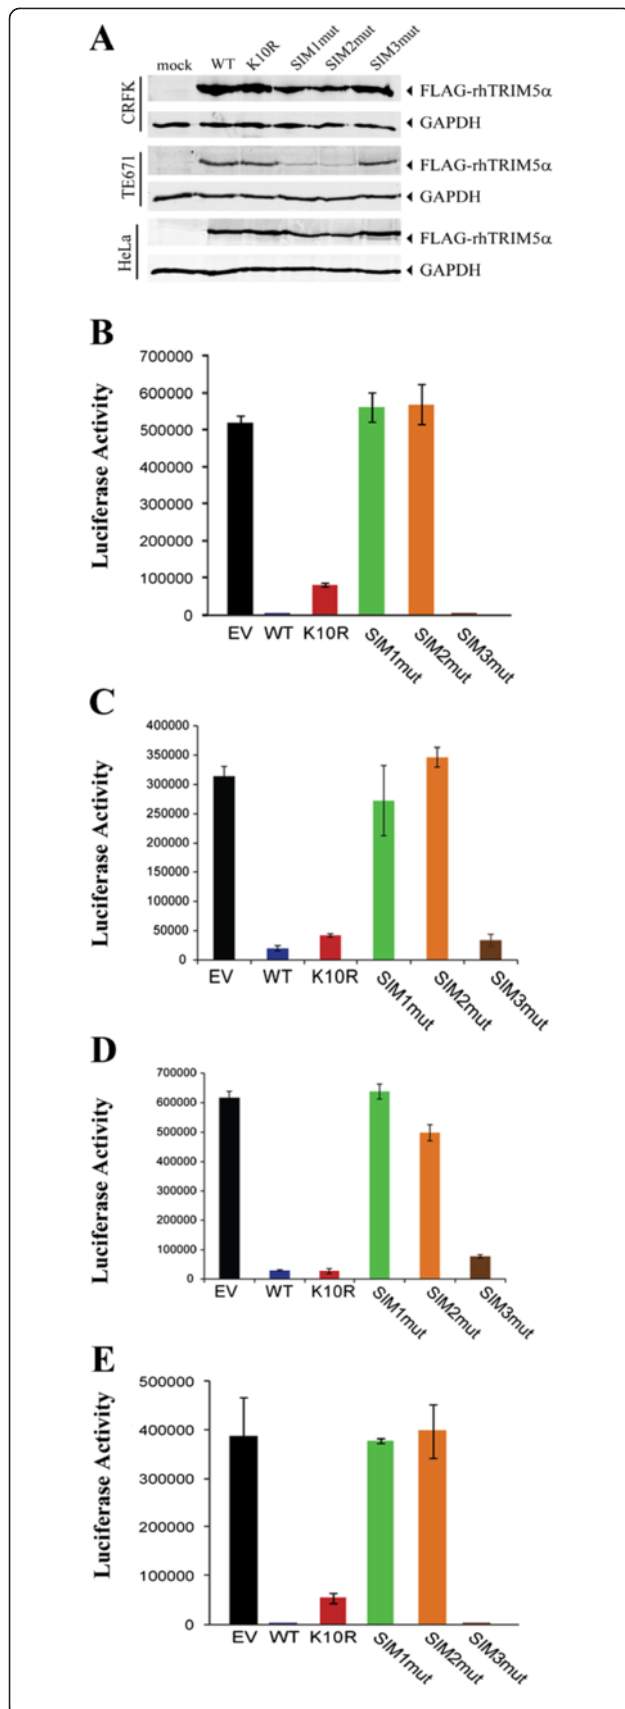 A
mock WT K10R SIM1mut SIM2mut SIM3mut
CRFK
FLAG-rhTRIM5α
GAPDH
TE671
FLAG-rhTRIM5α
GAPDH
HeLa
FLAG-rhTRIM5α
GAPDH
B
Luciferase Activity
700000
600000
500000
400000
300000
200000
100000
0
EV WT K10R SIM1mut SIM2mut SIM3mut
C
Luciferase Activity
400000
350000
300000
250000
200000
150000
100000
50000
0
EV WT K10R SIM1mut SIM2mut SIM3mut
D
Luciferase Activity
700000
600000
500000
400000
300000
200000
100000
0
EV WT K10R SIM1mut SIM2mut SIM3mut
E
Luciferase Activity
500000
400000
300000
200000
100000
0
EV WT K10R SIM1mut SIM2mut SIM3mut